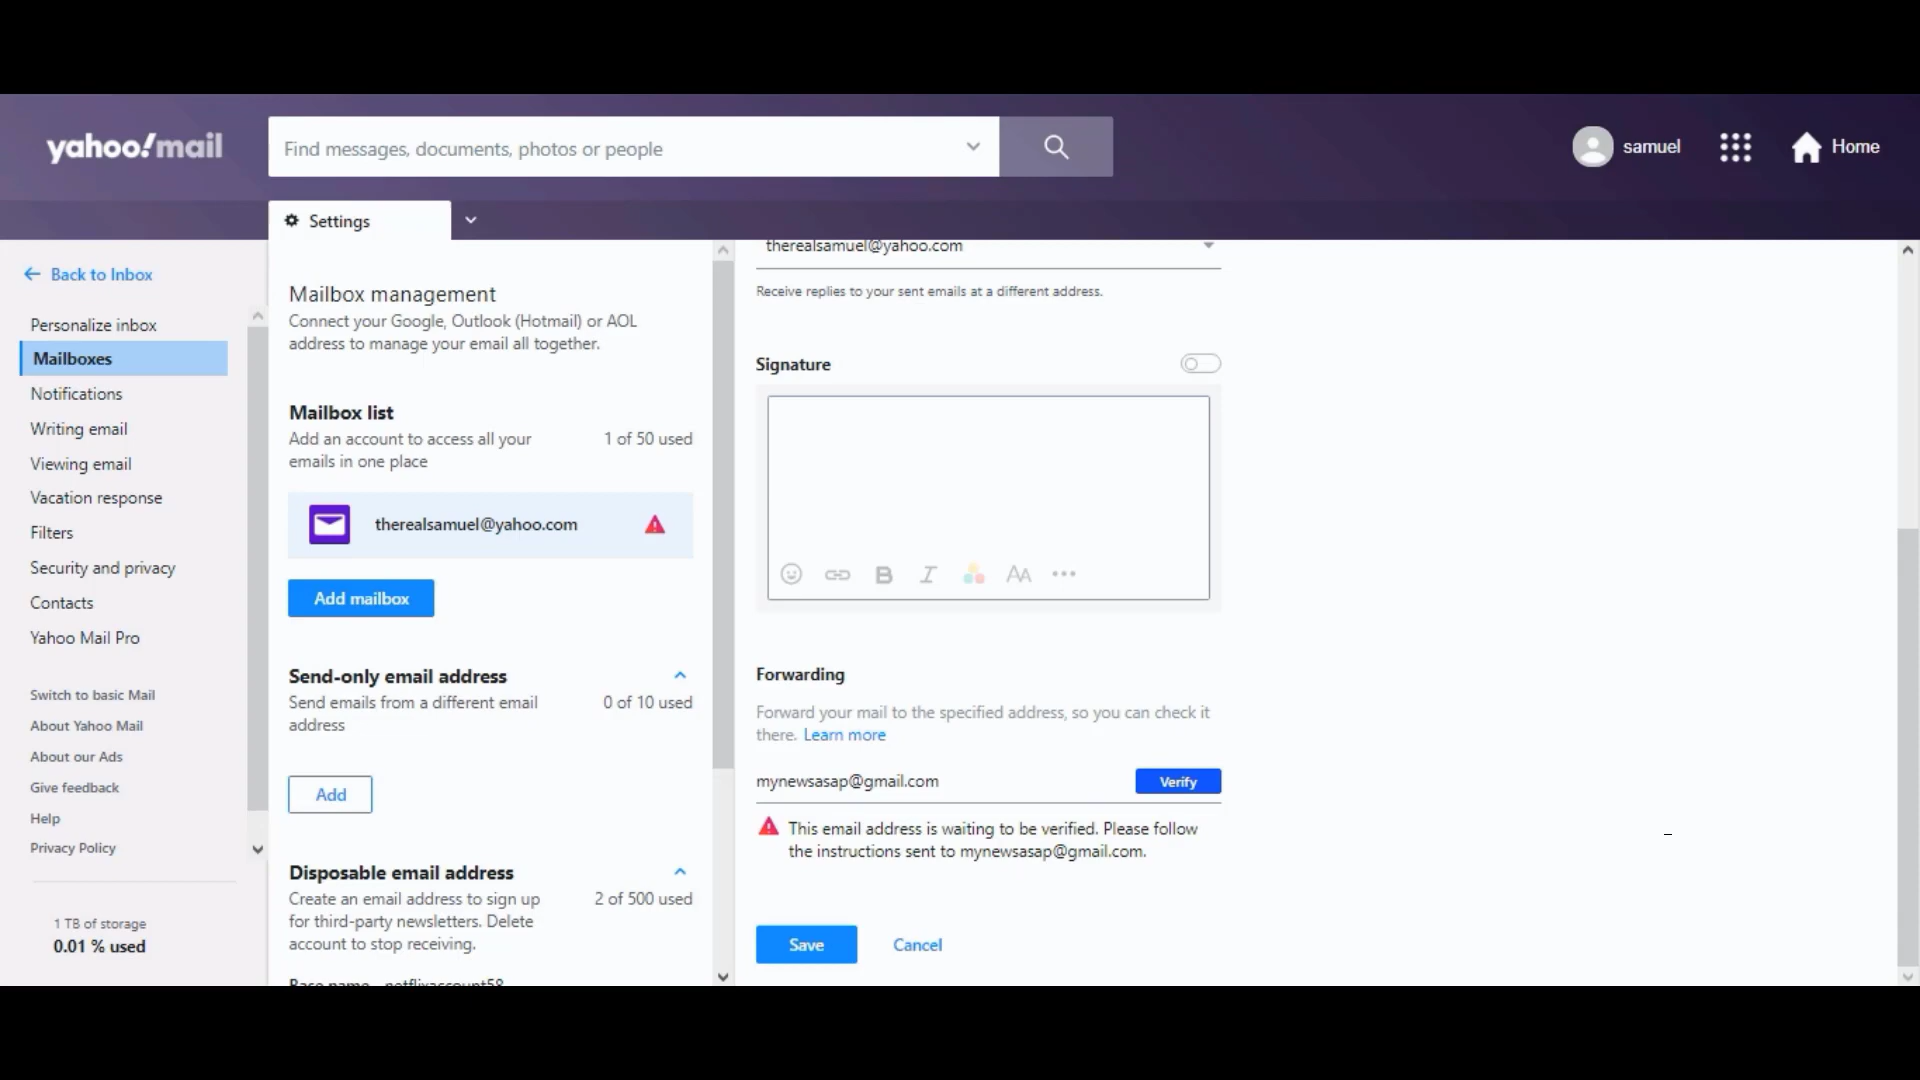 yahoo!mail
Find messages, documents, photos or people
samuel
Home
Settings
Back to Inbox
Personalize inbox
Mailboxes
Notifications
Writing email
Viewing email
Vacation response
Filters
Security and privacy
Contacts
Yahoo Mail Pro
Switch to basic Mail
About Yahoo Mail
About our Ads
Give feedback
Help
Privacy Policy
1 TB of storage
0.01 % used
Mailbox management
Connect your Google, Outlook (Hotmail) or AOL
address to manage your email all together.
Mailbox list
Add an account to access all your
emails in one place
1 of 50 used
therealsamuel@yahoo.com
Add mailbox
Send-only email address
Send emails from a different email
address
0 of 10 used
Add
Disposable email address
Create an email address to sign up
for third-party newsletters. Delete
account to stop receiving.
2 of 500 used
Base name netflixaccount58
therealsamuel@yahoo.com
Receive replies to your sent emails at a different address.
Signature
B I AA
Forwarding
Forward your mail to the specified address, so you can check it
there. Learn more
mynewsasap@gmail.com
Verify
This email address is waiting to be verified. Please follow
the instructions sent to mynewsasap@gmail.com.
Save
Cancel